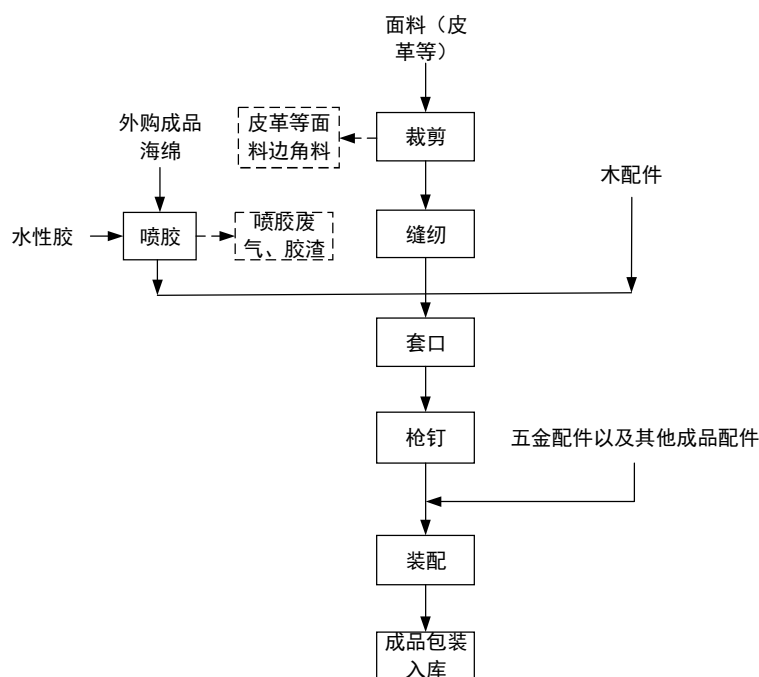 面料（皮
革等）
外购成品
海绵
皮革等面
料边角料
裁剪
木配件
水性胶
喷胶
喷胶废
气、胶渣
缝纫
套口
枪钉
五金配件以及其他成品配件
装配
成品包装
入库